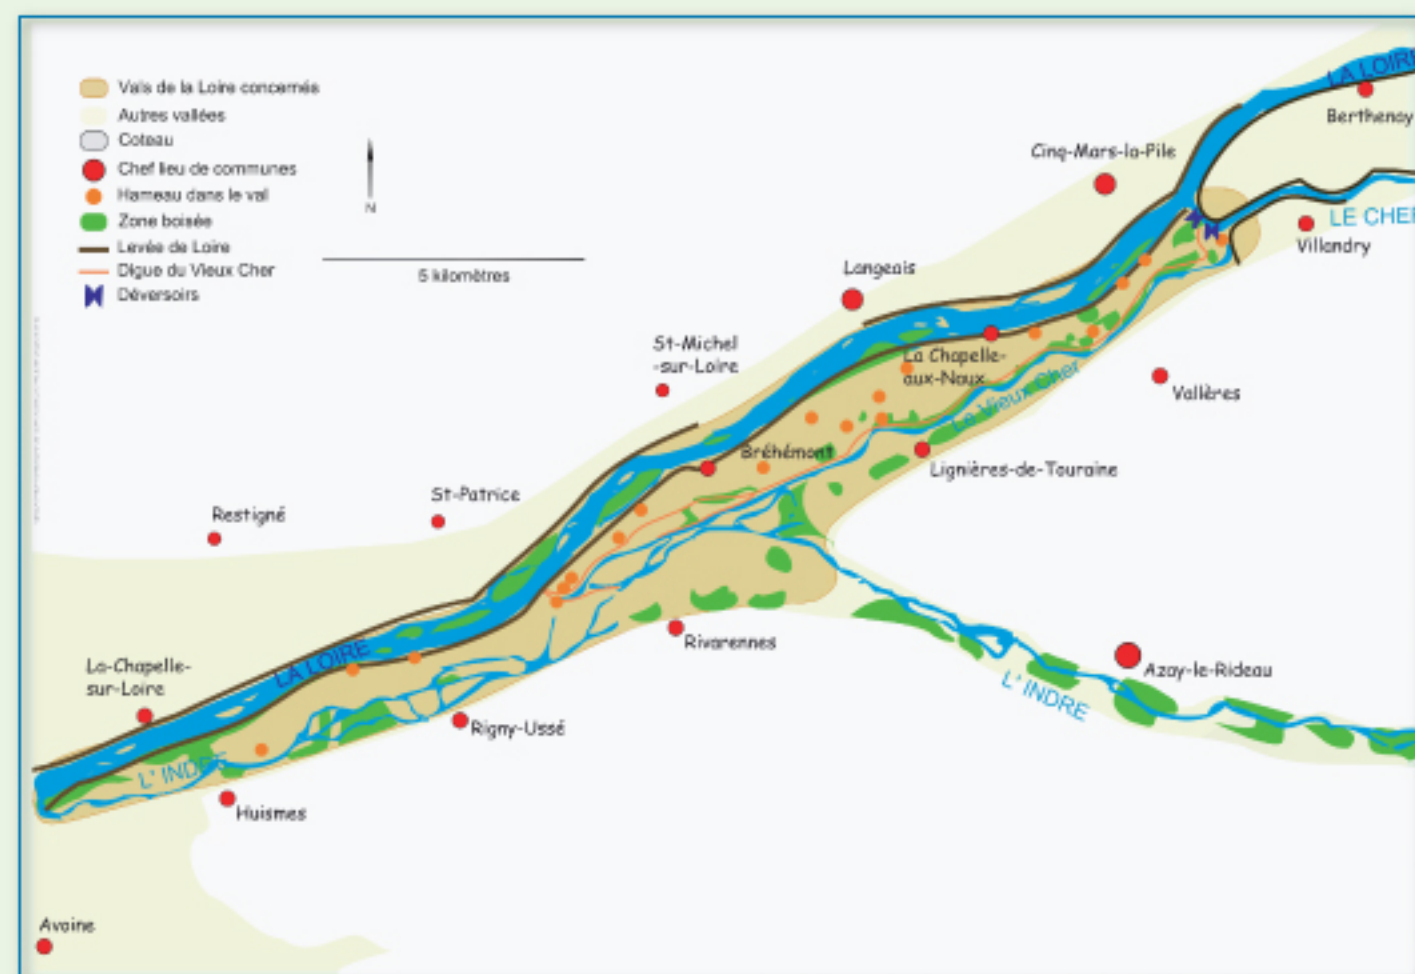 Vals de la Loire concernés
Autres vallées
Coteau
Chef lieu de communes
Hameau dans le val
Zone boisée
Levée de Loire
Digue du Vieux Cher
Déversoirs
N
5 kilomètres
LA LOIRE
Berthenay
Cinq-Mars-la-Pile
LE CHER
Villandry
Langeais
St-Michel
-sur-Loire
La Chapelle-
aux-Naux
Le Vieux Cher
Vallères
Bréhémont
Lignières-de-Touraine
St-Patrice
Restigné
Rivarennes
LA LOIRE
La-Chapelle-
sur-Loire
Azay-le-Rideau
L'INDRE
Rigny-Ussé
L'INDRE
Huismes
Avoine